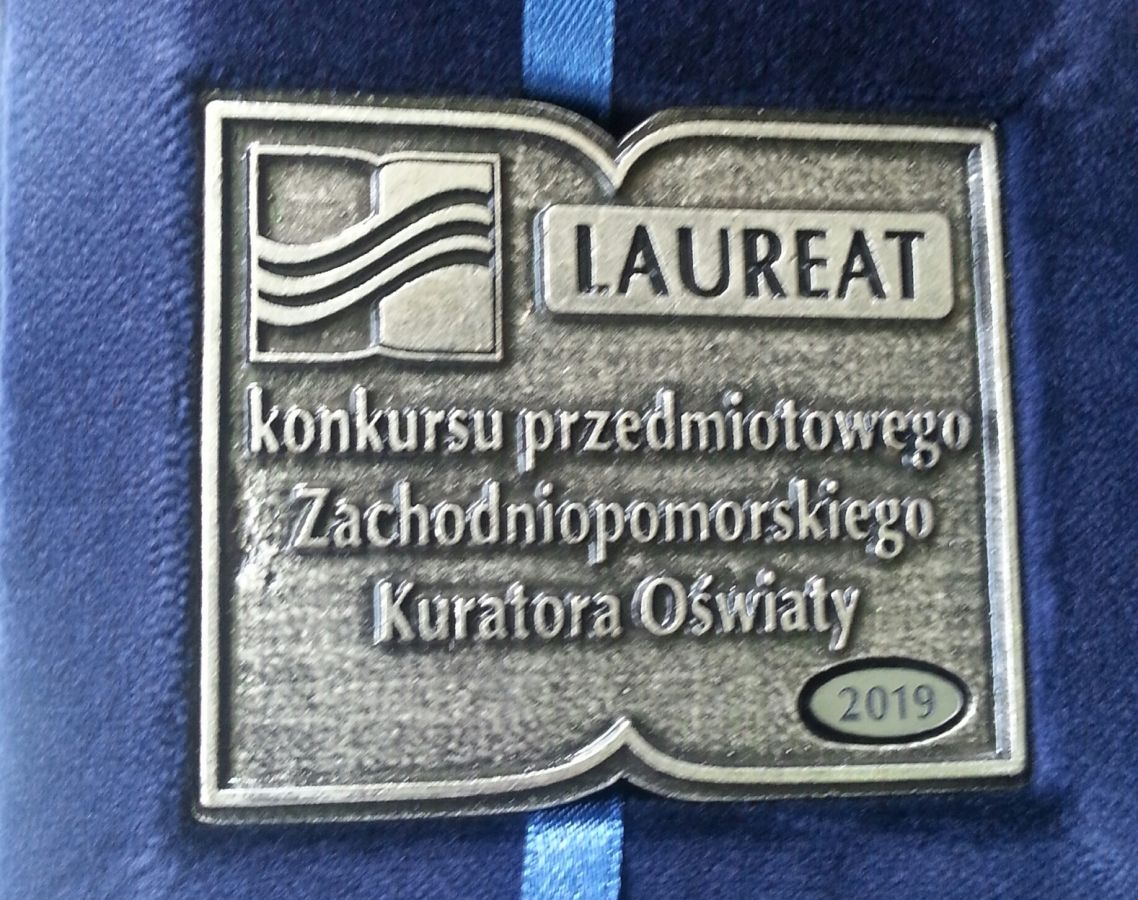 LAUREAT
konkursu przedmiotowego
Zachodniopomorskiego
Kuratora Oświaty
2019